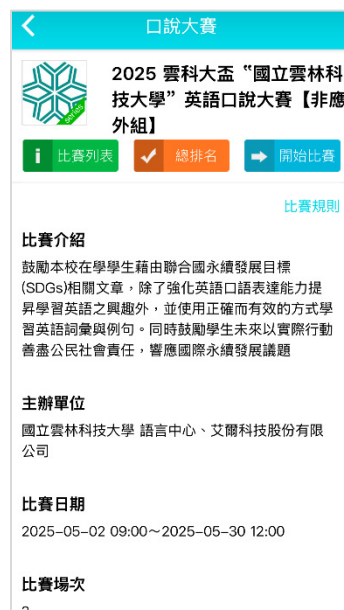 口說大賽
2025 雲科大盃〝國立雲林科
技大學” 英語口說大賽【非應
外組】
series
i 比賽列表
總排名
開始比賽
比賽規則
比賽介紹
鼓勵本校在學學生藉由聯合國永續發展目標
(SDGs)相關文章，除了強化英語口語表達能力提
昇學習英語之興趣外，並使用正確而有效的方式學
習英語詞彙與例句。同時鼓勵學生未來以實際行動
善盡公民社會責任，響應國際永續發展議題
主辦單位
國立雲林科技大學 語言中心、艾爾科技股份有限
公司
比賽日期
2025-05-02 09:00～2025-05-30 12:00
比賽場次